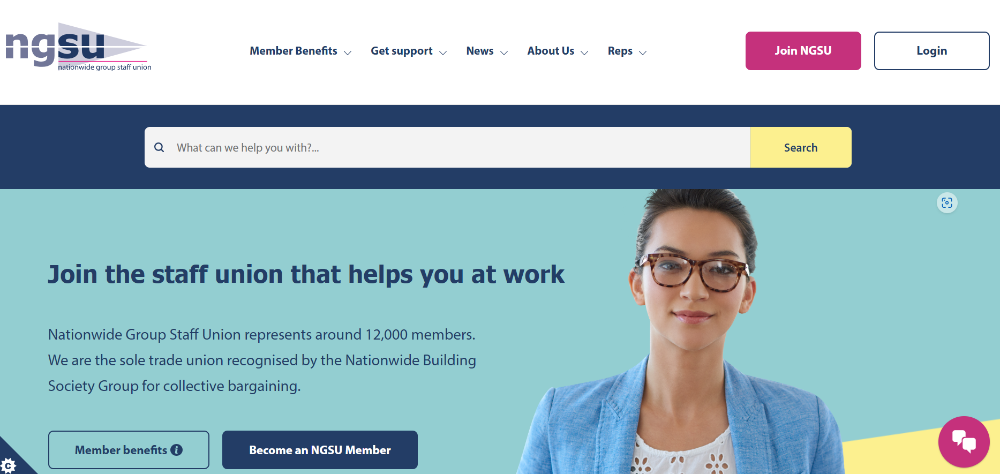 ngsu
nationwide group staff union
Member Benefits
Get support
News
About Us
Reps
Join NGSU
Login
What can we help you with?...
Search
Join the staff union that helps you at work
Nationwide Group Staff Union represents around 12,000 members.
We are the sole trade union recognised by the Nationwide Building
Society Group for collective bargaining.
Member benefits i
Become an NGSU Member
C